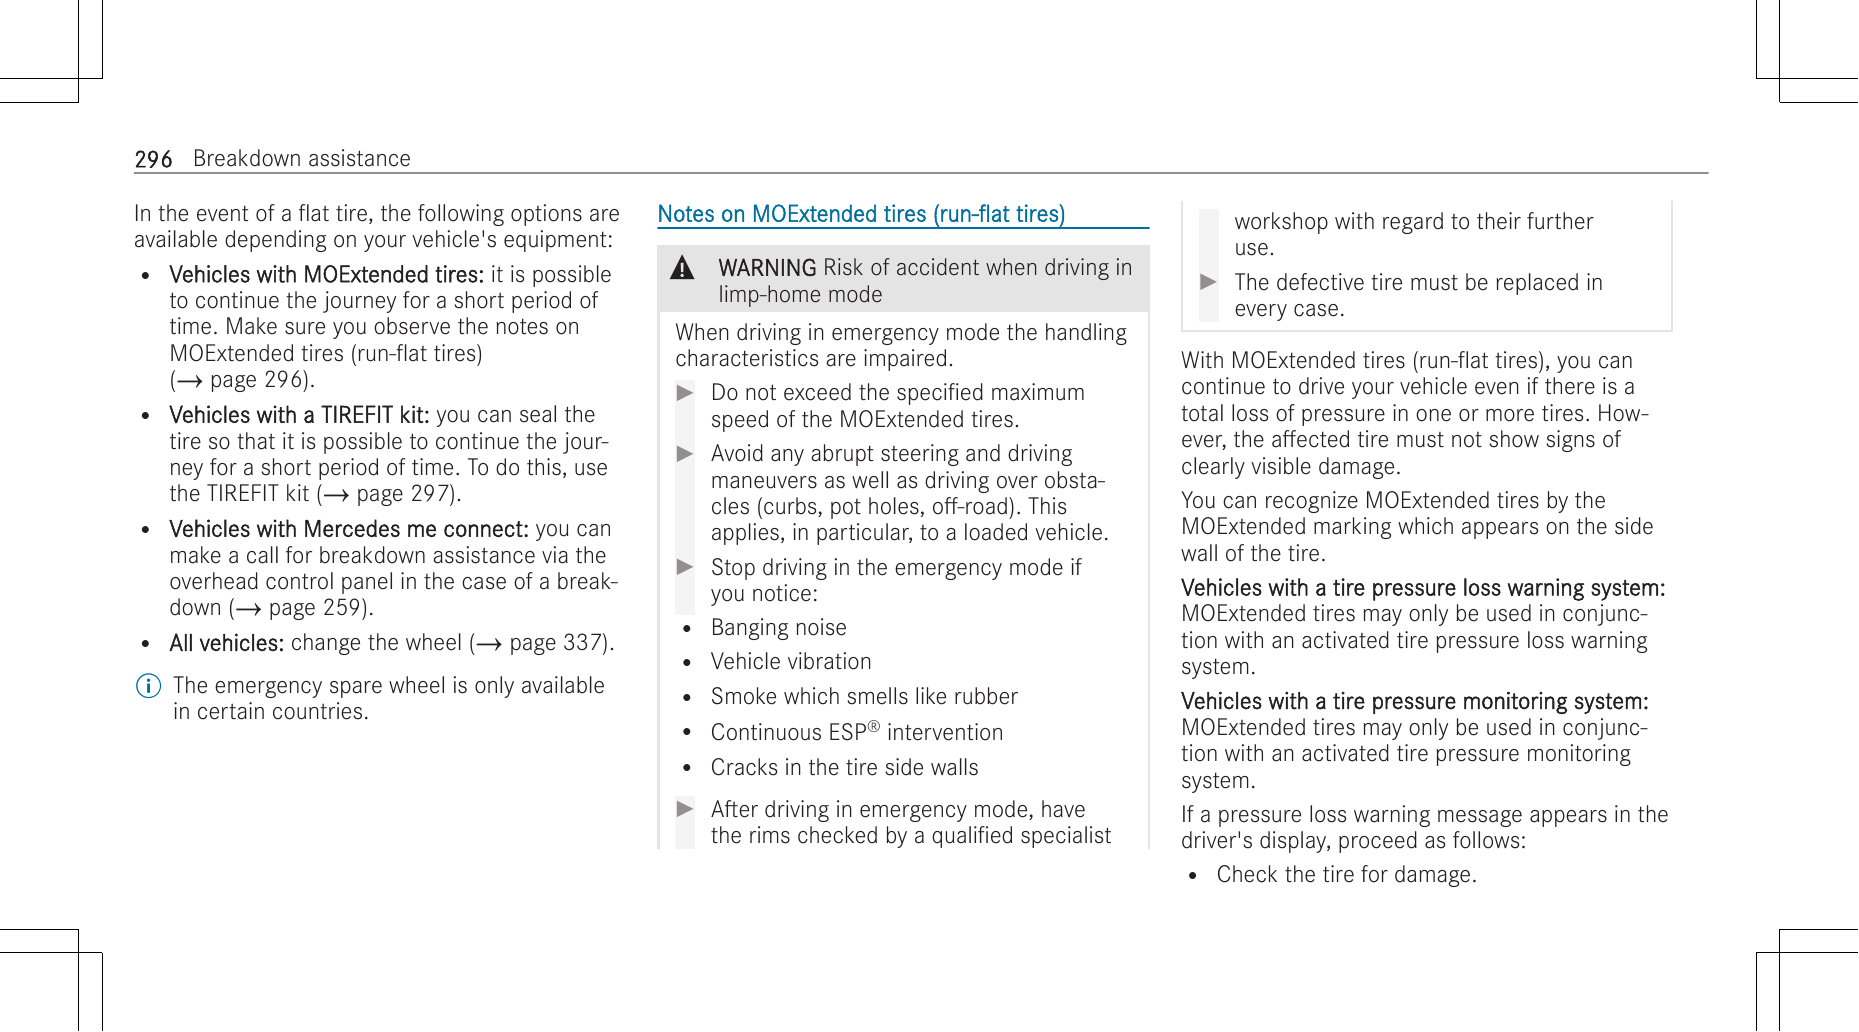 296 Breakdown assistance
In the event of a flat tire, the following options are
available depending on your vehicle's equipment:
• Vehicles with MOExtended tires: it is possible
to continue the journey for a short period of
time. Make sure you observe the notes on
MOExtended tires (run-flat tires)
(→ page 296).
• Vehicles with a TIREFIT kit: you can seal the
tire so that it is possible to continue the jour-
ney for a short period of time. To do this, use
the TIREFIT kit (→ page 297).
• Vehicles with Mercedes me connect: you can
make a call for breakdown assistance via the
overhead control panel in the case of a break-
down (→ page 259).
• All vehicles: change the wheel (→ page 337).
i The emergency spare wheel is only available
in certain countries.
Notes on MOExtended tires (run-flat tires)
WARNING Risk of accident when driving in
limp-home mode
When driving in emergency mode the handling
characteristics are impaired.
▶ Do not exceed the specified maximum
speed of the MOExtended tires.
▶ Avoid any abrupt steering and driving
maneuvers as well as driving over obsta-
cles (curbs, pot holes, off-road). This
applies, in particular, to a loaded vehicle.
▶ Stop driving in the emergency mode if
you notice:
• Banging noise
• Vehicle vibration
• Smoke which smells like rubber
• Continuous ESP® intervention
• Cracks in the tire side walls
▶ After driving in emergency mode, have
the rims checked by a qualified specialist
workshop with regard to their further
use.
▶ The defective tire must be replaced in
every case.
With MOExtended tires (run-flat tires), you can
continue to drive your vehicle even if there is a
total loss of pressure in one or more tires. How-
ever, the affected tire must not show signs of
clearly visible damage.
You can recognize MOExtended tires by the
MOExtended marking which appears on the side
wall of the tire.
Vehicles with a tire pressure loss warning system:
MOExtended tires may only be used in conjunc-
tion with an activated tire pressure loss warning
system.
Vehicles with a tire pressure monitoring system:
MOExtended tires may only be used in conjunc-
tion with an activated tire pressure monitoring
system.
If a pressure loss warning message appears in the
driver's display, proceed as follows:
• Check the tire for damage.